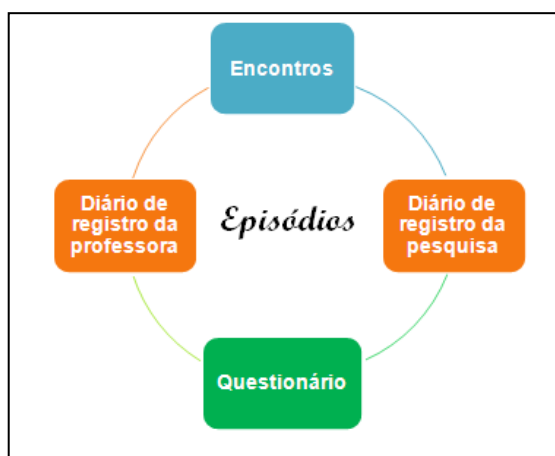 Encontros
Diário de
registro da
professora
Episódios
Diário de
registro da
pesquisa
Questionário